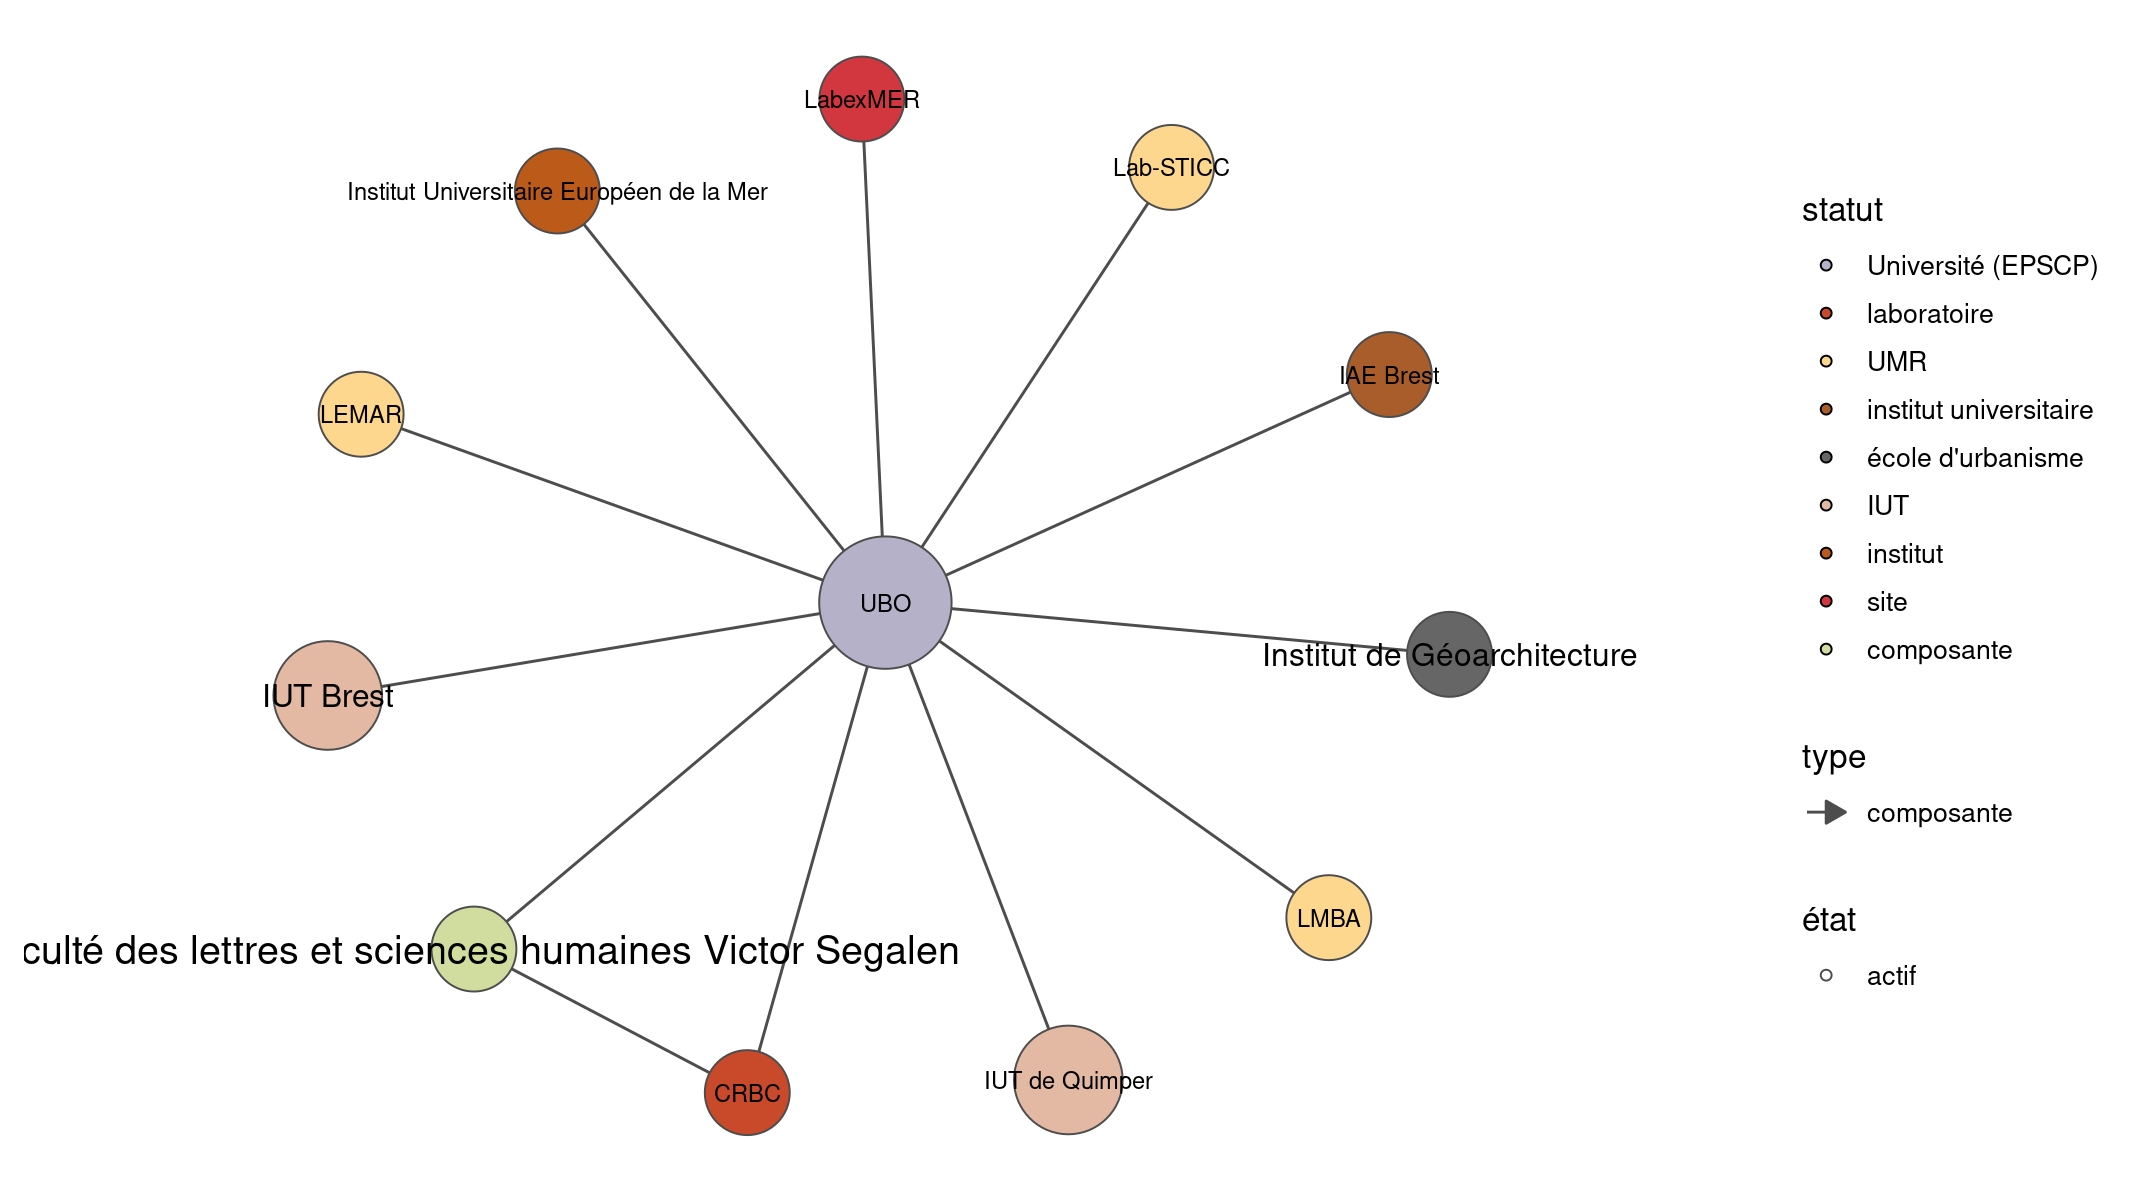 LabexMER
Lab-STICC
Institut Universitaire Européen de la Mer
IAE Brest
LEMAR
UBO
Institut de Géoarchitecture
IUT Brest
LMBA
culté des lettres et sciences humaines Victor Segalen
IUT de Quimper
CRBC
statut
Université (EPSCP)
laboratoire
UMR
institut universitaire
école d'urbanisme
IUT
institut
site
composante
type
composante
état
actif